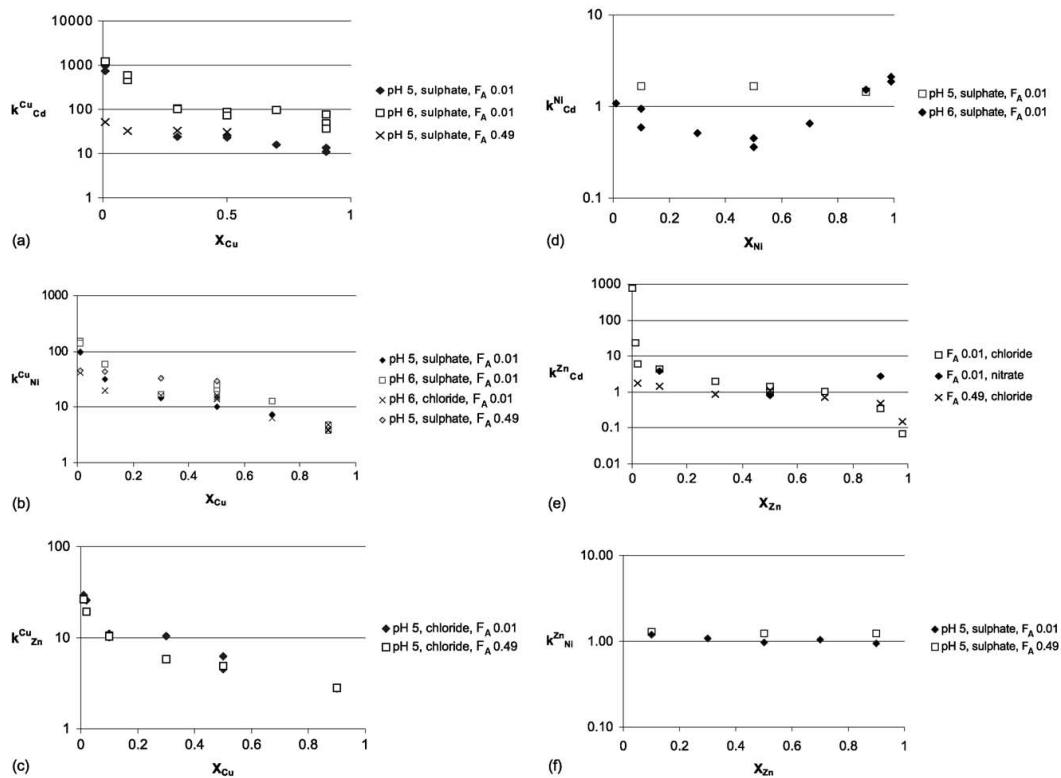 10000
1000
100
10
1
k^Cu_Cd
0
0.5
1
X_Cu
(a)
◆ pH 5, sulphate, F_A 0.01
□ pH 6, sulphate, F_A 0.01
× pH 5, sulphate, F_A 0.49
1000
100
10
1
k^Cu_Ni
0
0.2
0.4
0.6
0.8
1
X_Cu
(b)
◆ pH 5, sulphate, F_A 0.01
□ pH 6, sulphate, F_A 0.01
× pH 6, chloride, F_A 0.01
◇ pH 5, sulphate, F_A 0.49
100
10
1
k^Cu_Zn
0
0.2
0.4
0.6
0.8
1
X_Cu
(c)
◆ pH 5, chloride, F_A 0.01
□ pH 5, chloride, F_A 0.49
10
1
0.1
k^Ni_Cd
0
0.2
0.4
0.6
0.8
1
X_Ni
(d)
□ pH 5, sulphate, F_A 0.01
◆ pH 6, sulphate, F_A 0.01
1000
100
10
1
0.1
0.01
k^Zn_Cd
0
0.2
0.4
0.6
0.8
1
X_Zn
(e)
□ F_A 0.01, chloride
◆ F_A 0.01, nitrate
× F_A 0.49, chloride
10.00
1.00
0.10
k^Zn_Ni
0
0.2
0.4
0.6
0.8
1
X_Zn
(f)
◆ pH 5, sulphate, F_A 0.01
□ pH 5, sulphate, F_A 0.49